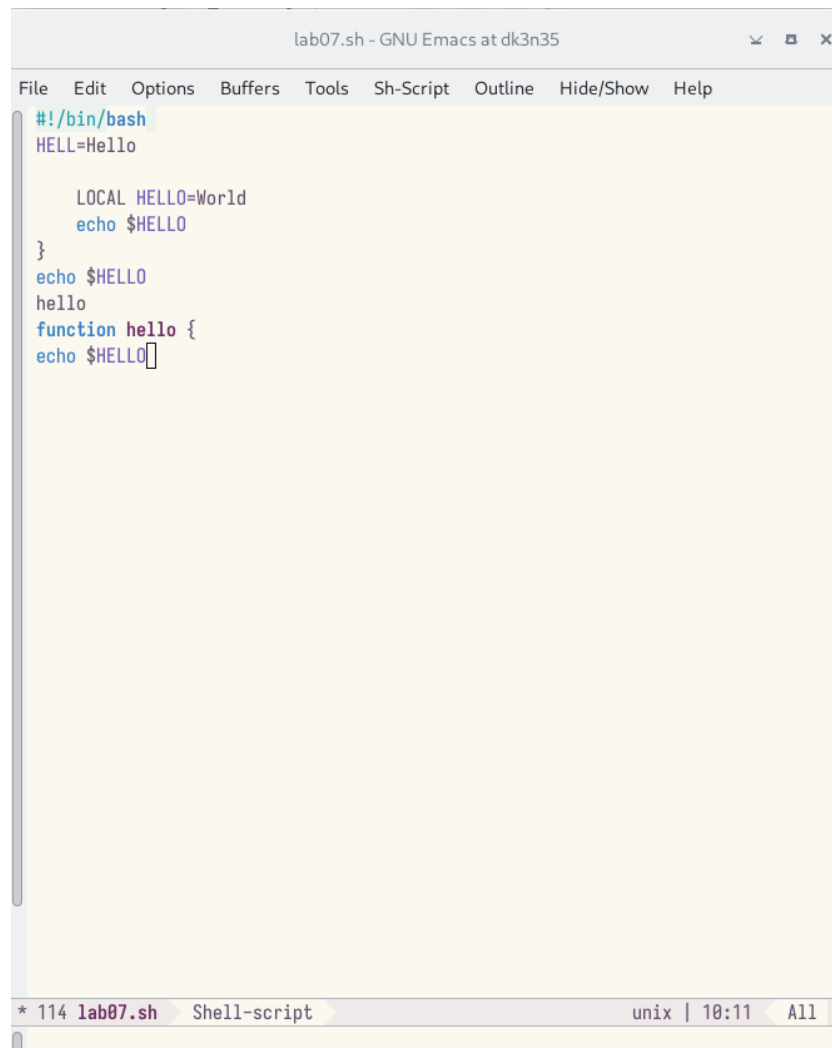 lab07.sh - GNU Emacs at dk3n35
File Edit Options Buffers Tools Sh-Script Outline Hide/Show Help
#!/bin/bash
HELL=Hello
LOCAL HELLO=World
echo $HELLO
}
echo $HELLO
hello
function hello {
echo $HELLO
* 114 lab07.sh Shell-script unix | 10:11 All